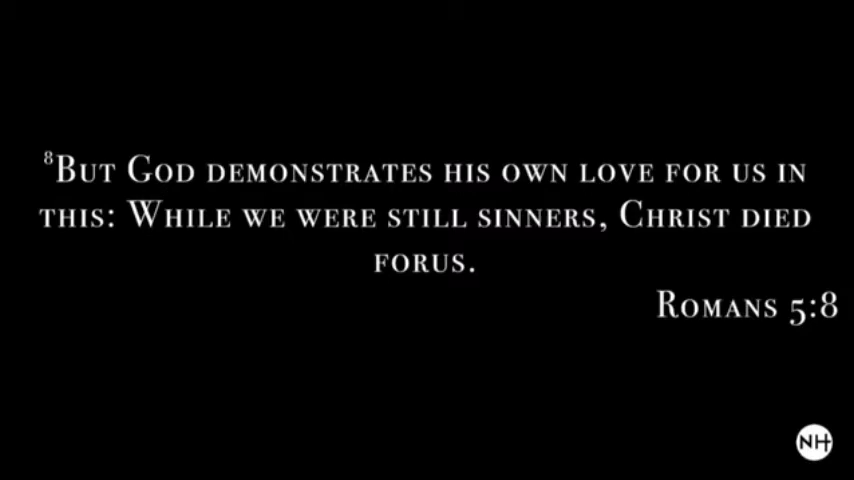 ⁸But God demonstrates his own love for us in
this: While we were still sinners, Christ died
forus.
Romans 5:8
NH